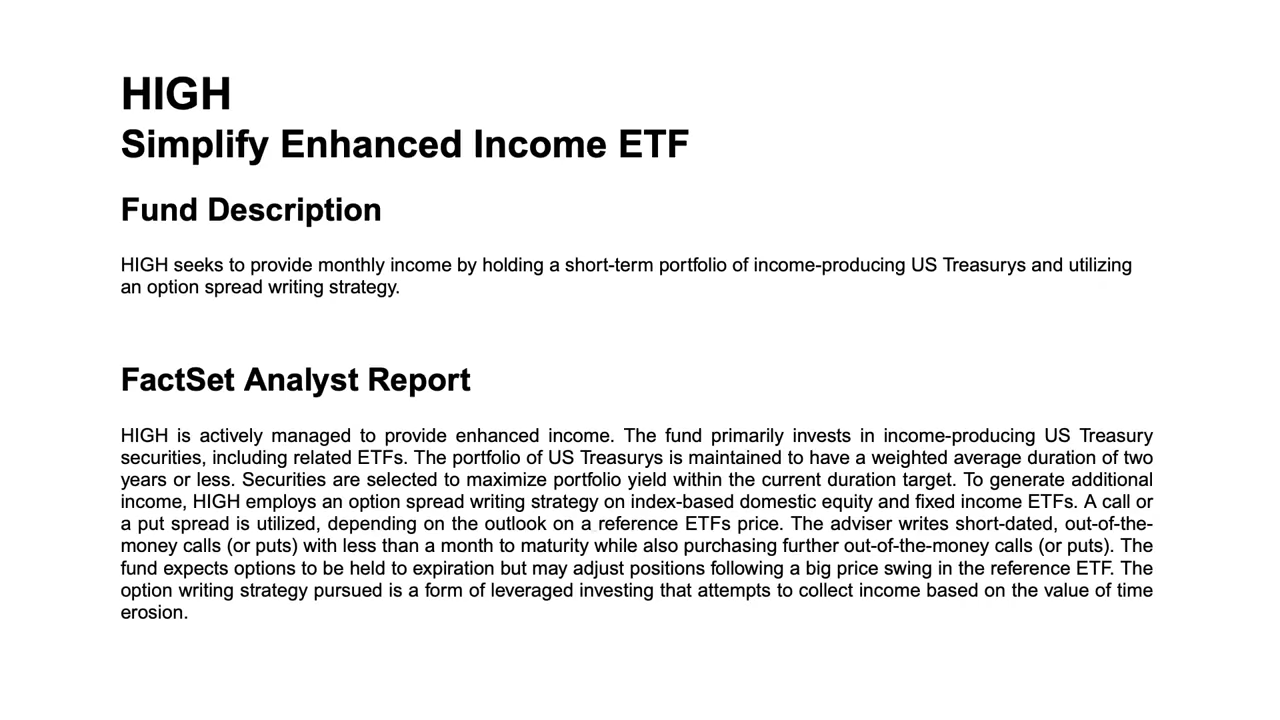 HIGH
Simplify Enhanced Income ETF
Fund Description
HIGH seeks to provide monthly income by holding a short-term portfolio of income-producing US Treasurys and utilizing
an option spread writing strategy.
FactSet Analyst Report
HIGH is actively managed to provide enhanced income. The fund primarily invests in income-producing US Treasury
securities, including related ETFs. The portfolio of US Treasurys is maintained to have a weighted average duration of two
years or less. Securities are selected to maximize portfolio yield within the current duration target. To generate additional
income, HIGH employs an option spread writing strategy on index-based domestic equity and fixed income ETFs. A call or
a put spread is utilized, depending on the outlook on a reference ETFs price. The adviser writes short-dated, out-of-the-
money calls (or puts) with less than a month to maturity while also purchasing further out-of-the-money calls (or puts). The
fund expects options to be held to expiration but may adjust positions following a big price swing in the reference ETF. The
option writing strategy pursued is a form of leveraged investing that attempts to collect income based on the value of time
erosion.